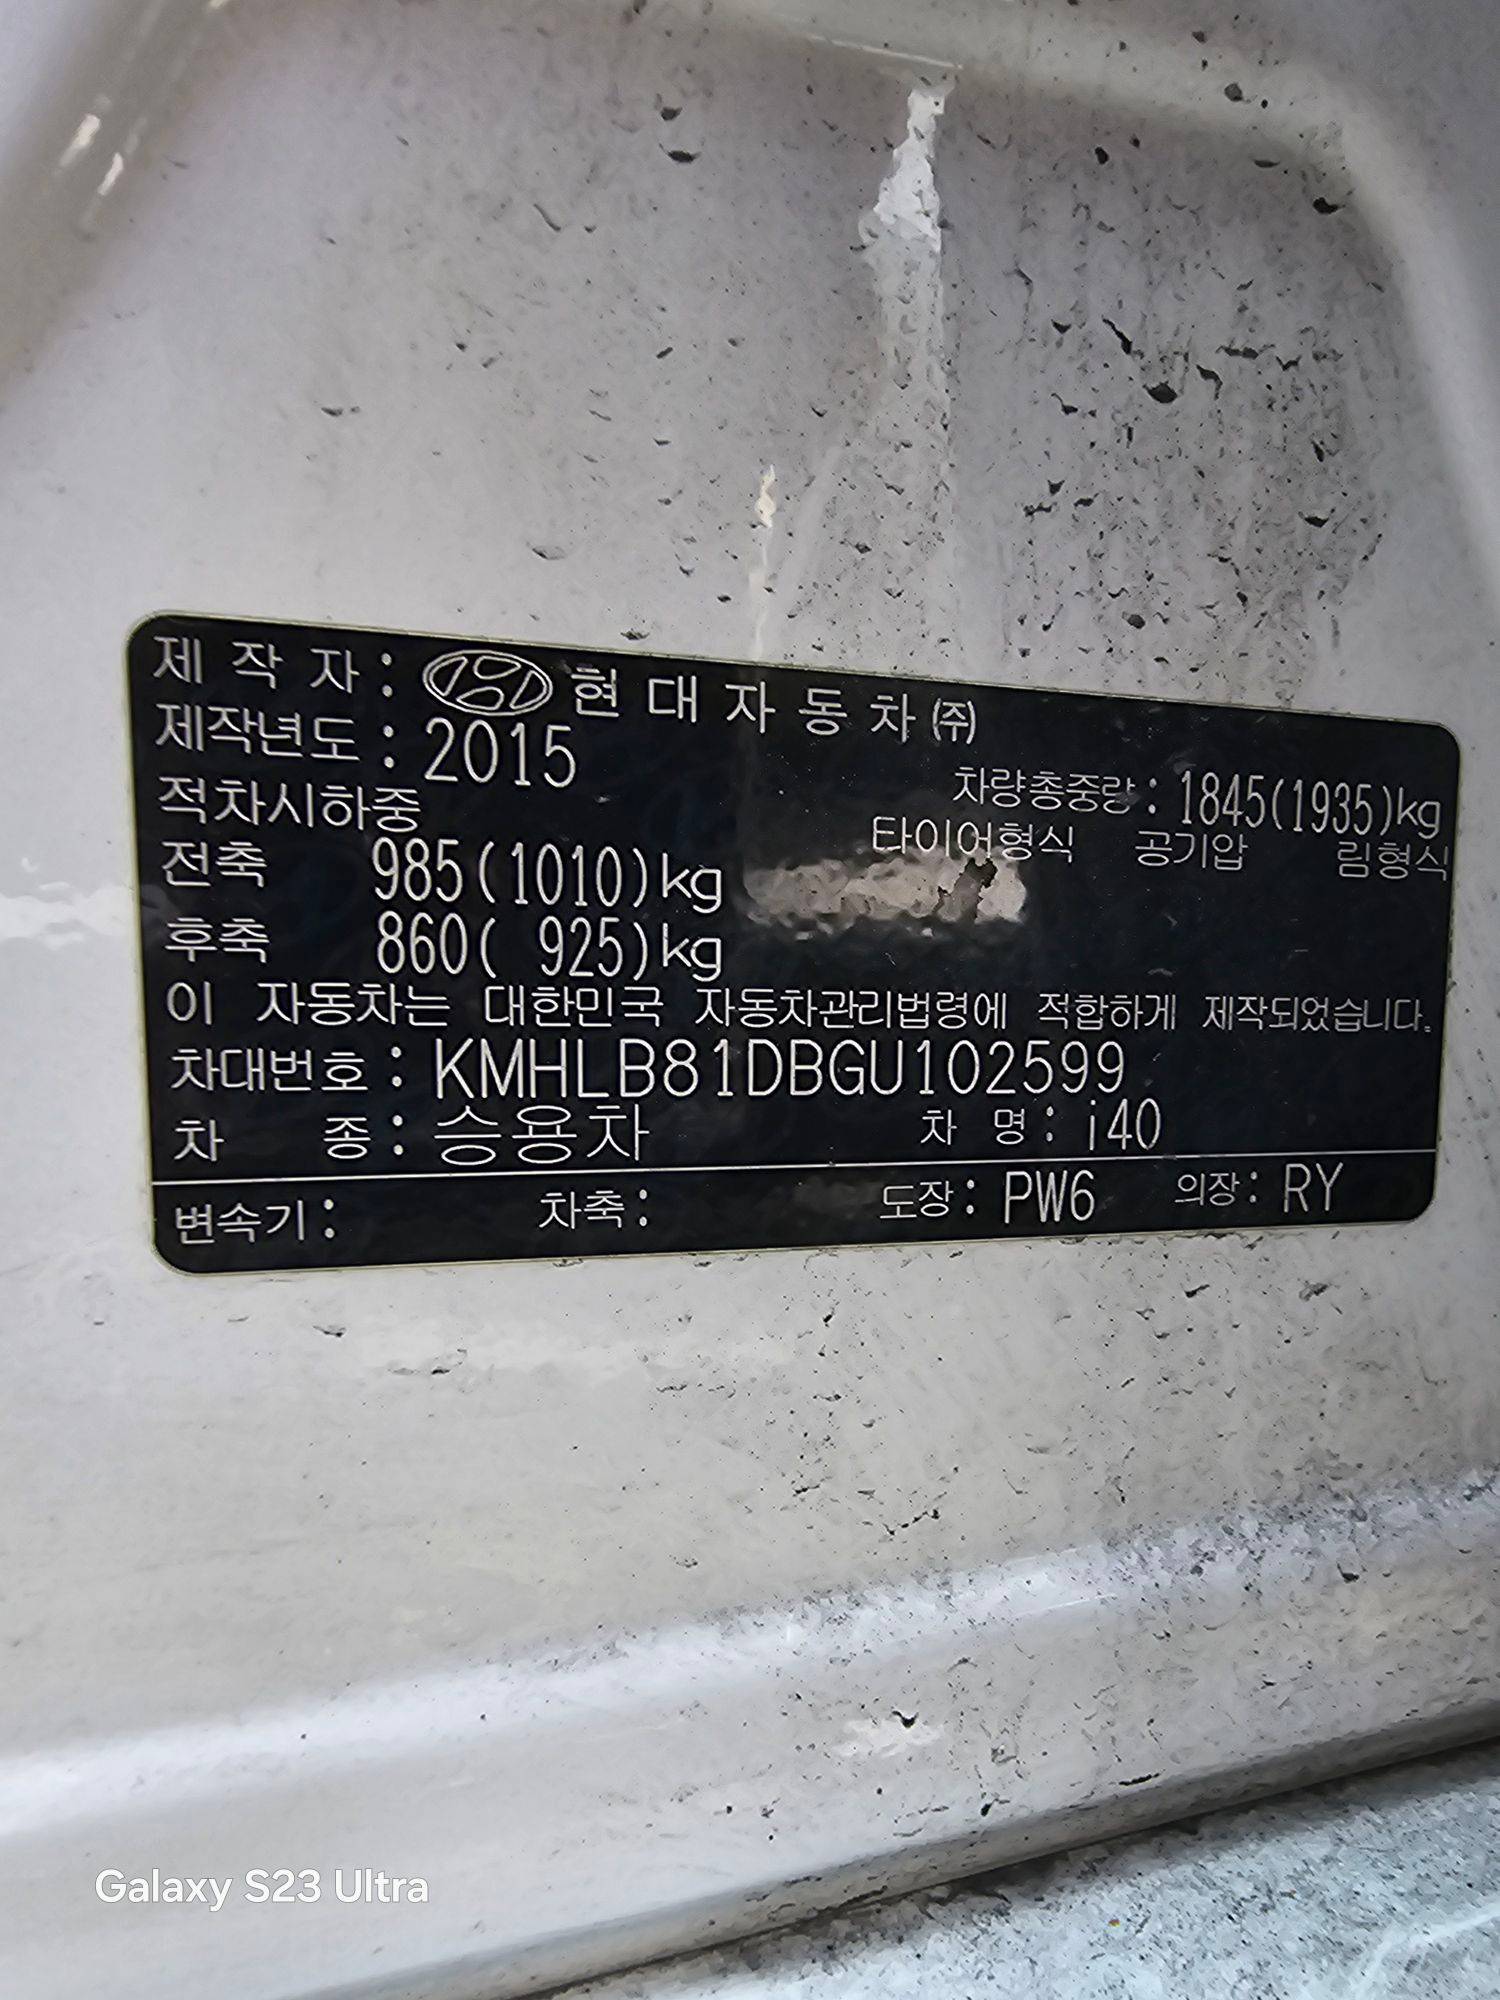 제 작 자 : 현 대 자 동 차 (주)
제작년도 : 2015
차량총중량 : 1845(1935)kg
적차시하중
타이어형식 공기압 림형식
전축 985(1010)kg
후축 860( 925)kg
이 자동차는 대한민국 자동차관리법령에 적합하게 제작되었습니다.
차대번호 : KMHLB81DBGU102599
차 종 : 승용차 차 명 : i40
변속기 : 차축 : 도장 : PW6 의장 : RY
Galaxy S23 Ultra